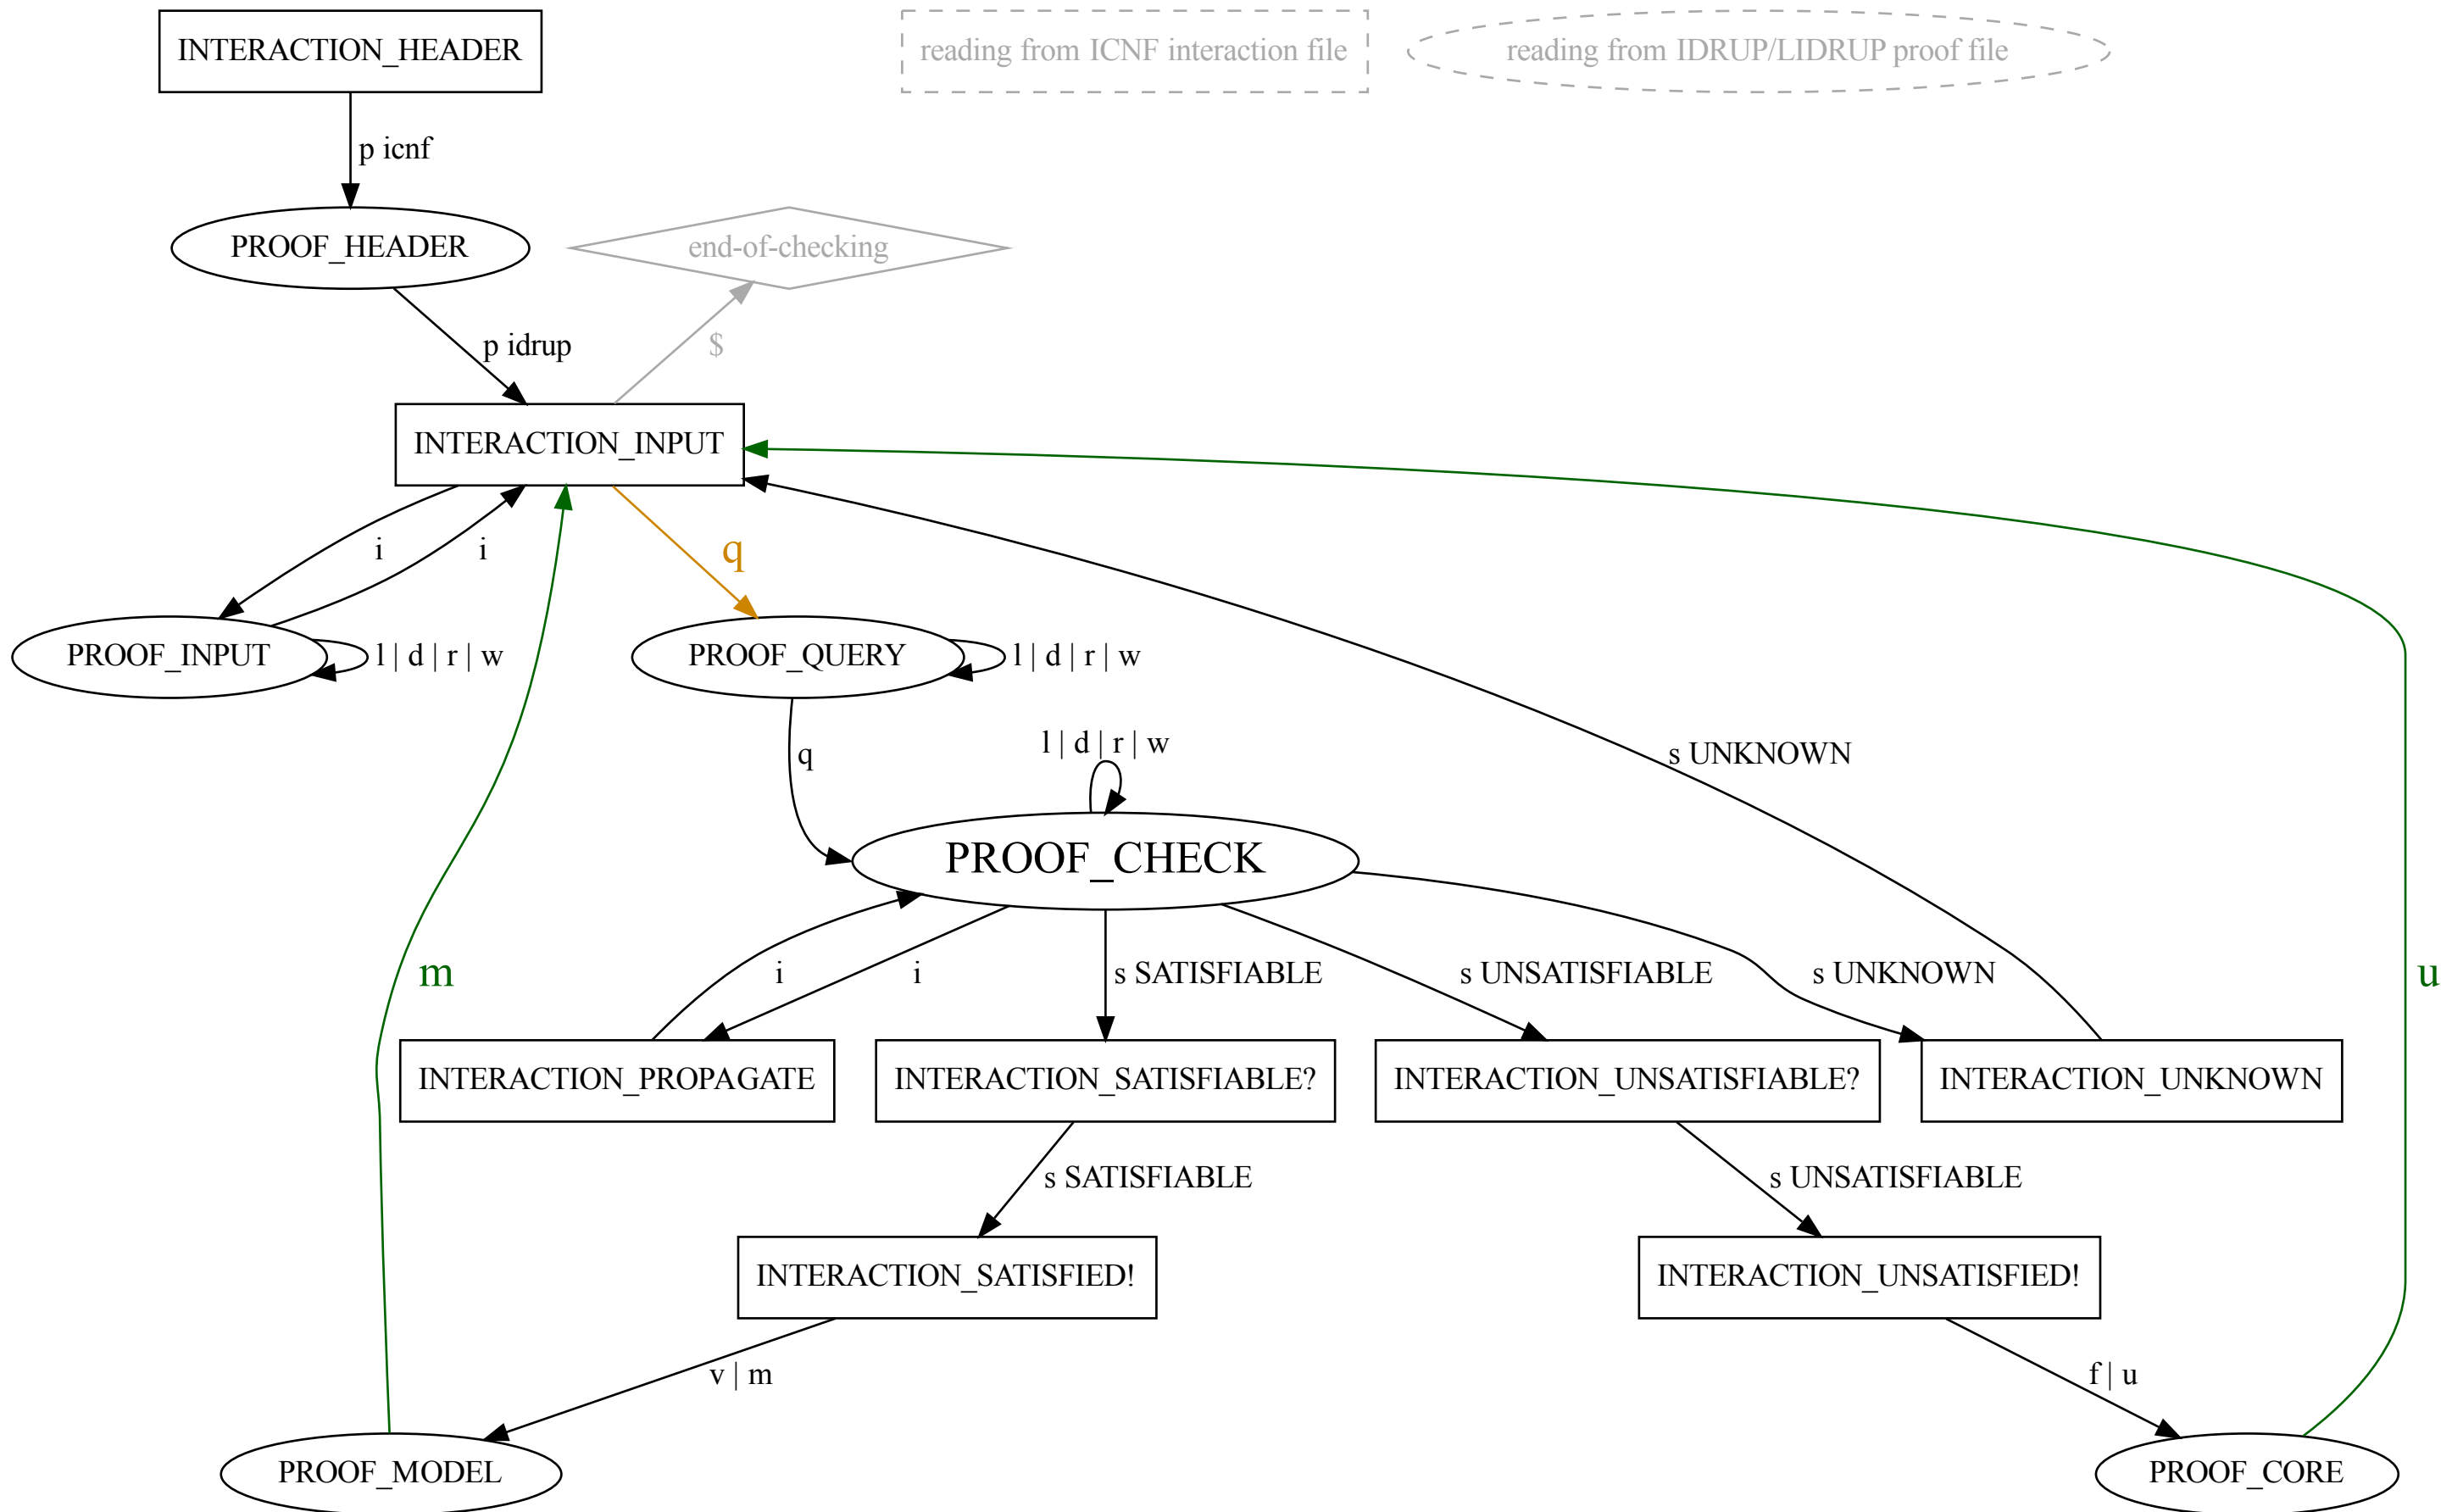 INTERACTION_HEADER
reading from ICNF interaction file
reading from IDRUP/LIDRUP proof file
p icnf
PROOF_HEADER
end-of-checking
p idrup
$
INTERACTION_INPUT
i
i
q
PROOF_INPUT
l | d | r | w
PROOF_QUERY
l | d | r | w
l | d | r | w
q
s UNKNOWN
PROOF_CHECK
m
i
i
s SATISFIABLE
s UNSATISFIABLE
s UNKNOWN
u
INTERACTION_PROPAGATE
INTERACTION_SATISFIABLE?
INTERACTION_UNSATISFIABLE?
INTERACTION_UNKNOWN
s SATISFIABLE
s UNSATISFIABLE
INTERACTION_SATISFIED!
INTERACTION_UNSATISFIED!
v | m
f | u
PROOF_MODEL
PROOF_CORE